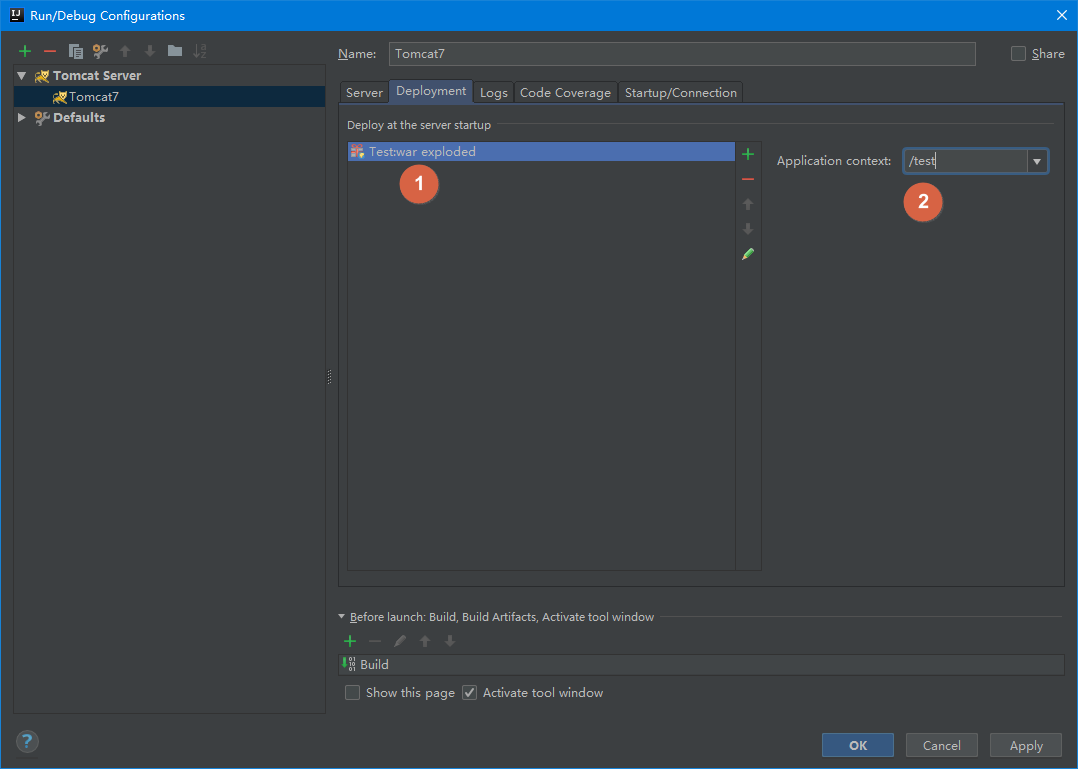 Run/Debug Configurations
Name: Tomcat7 Share
Tomcat Server
Tomcat7
Defaults
Server Deployment Logs Code Coverage Startup/Connection
Deploy at the server startup
Test:war exploded
Application context: /test
1
2
Before launch: Build, Build Artifacts, Activate tool window
Build
Show this page Activate tool window
? OK Cancel Apply